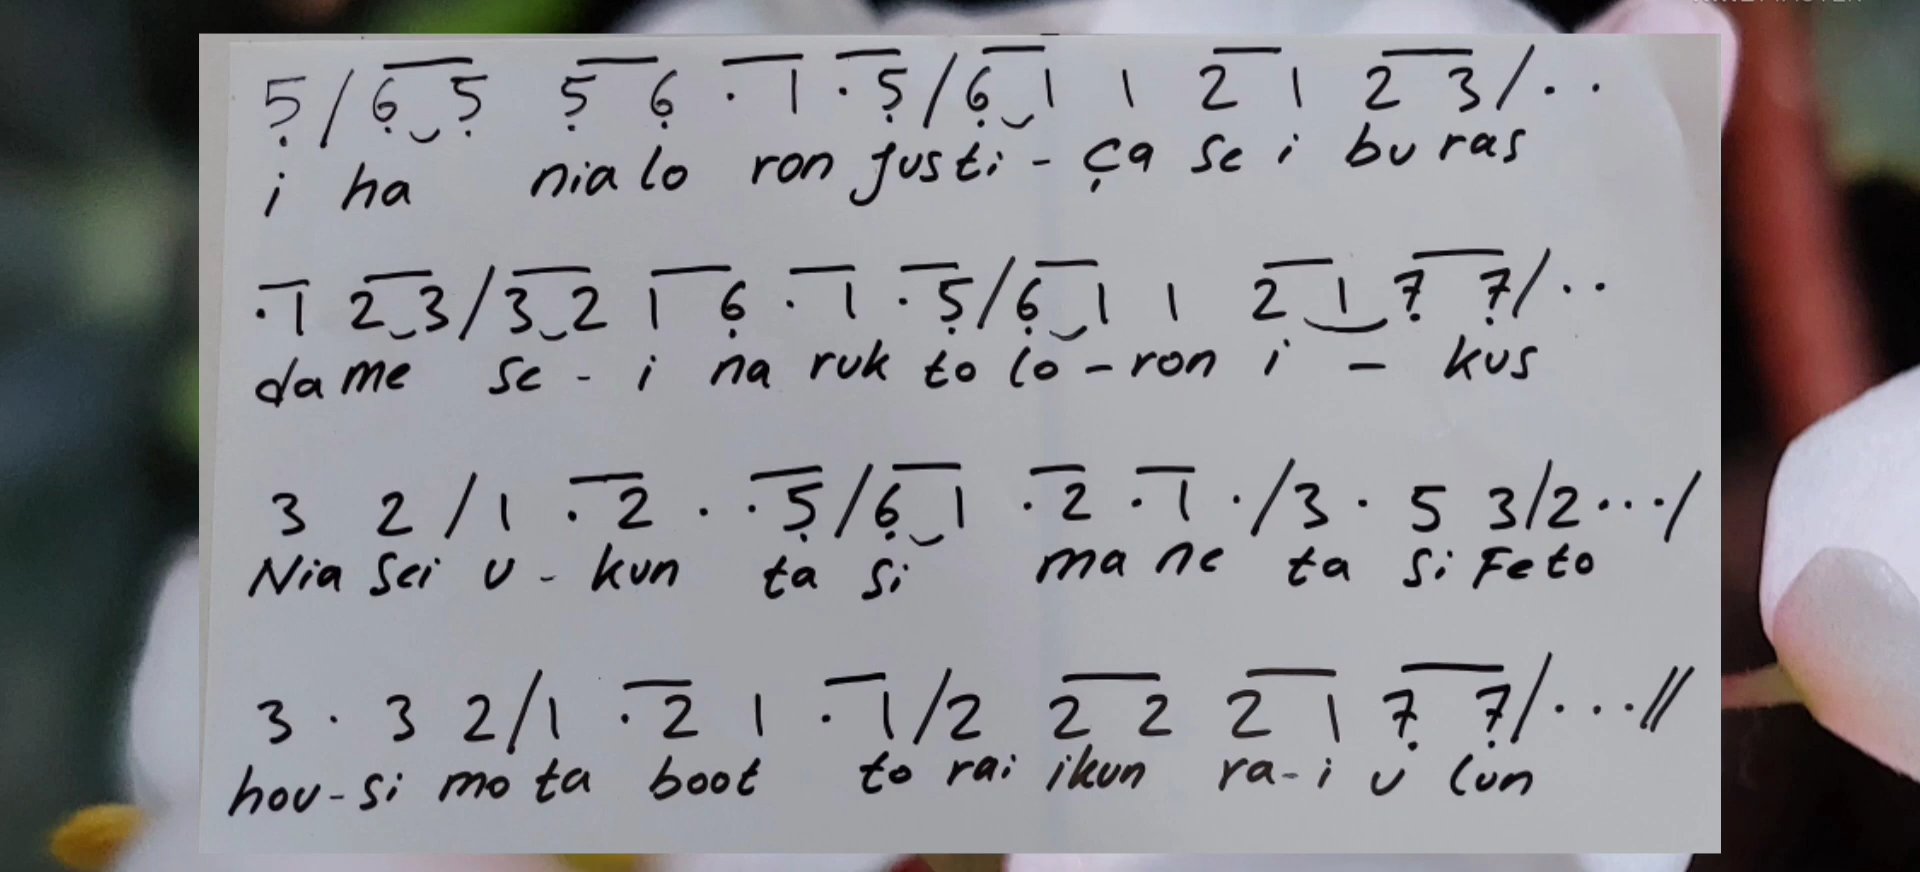 5̣ / 6̣ 5̣ 5̣ 6̣ . 1 . 5̣ / 6̣ 1 1 2 1 2 3 / . .
i ha nia lo ron justi - ça se i bu ras
. 1 2 3 / 3 2 1 6̣ . 1 . 5̣ / 6̣ 1 1 2 1 7̣ 7̣ / . .
da me se - i na ruk to lo - ron i - kus
3 2 / 1 . 2 . . 5̣ / 6̣ 1 . 2 . 1 . / 3 . 5 3 / 2 . . . /
Nia sei u - kun ta si ma ne ta si Feto
3 . 3 2 / 1 . 2 1 . 1 / 2 2 2 2 1 7̣ 7̣ / . . . //
hou - si mo ta boot to rai ikun ra - i u lun